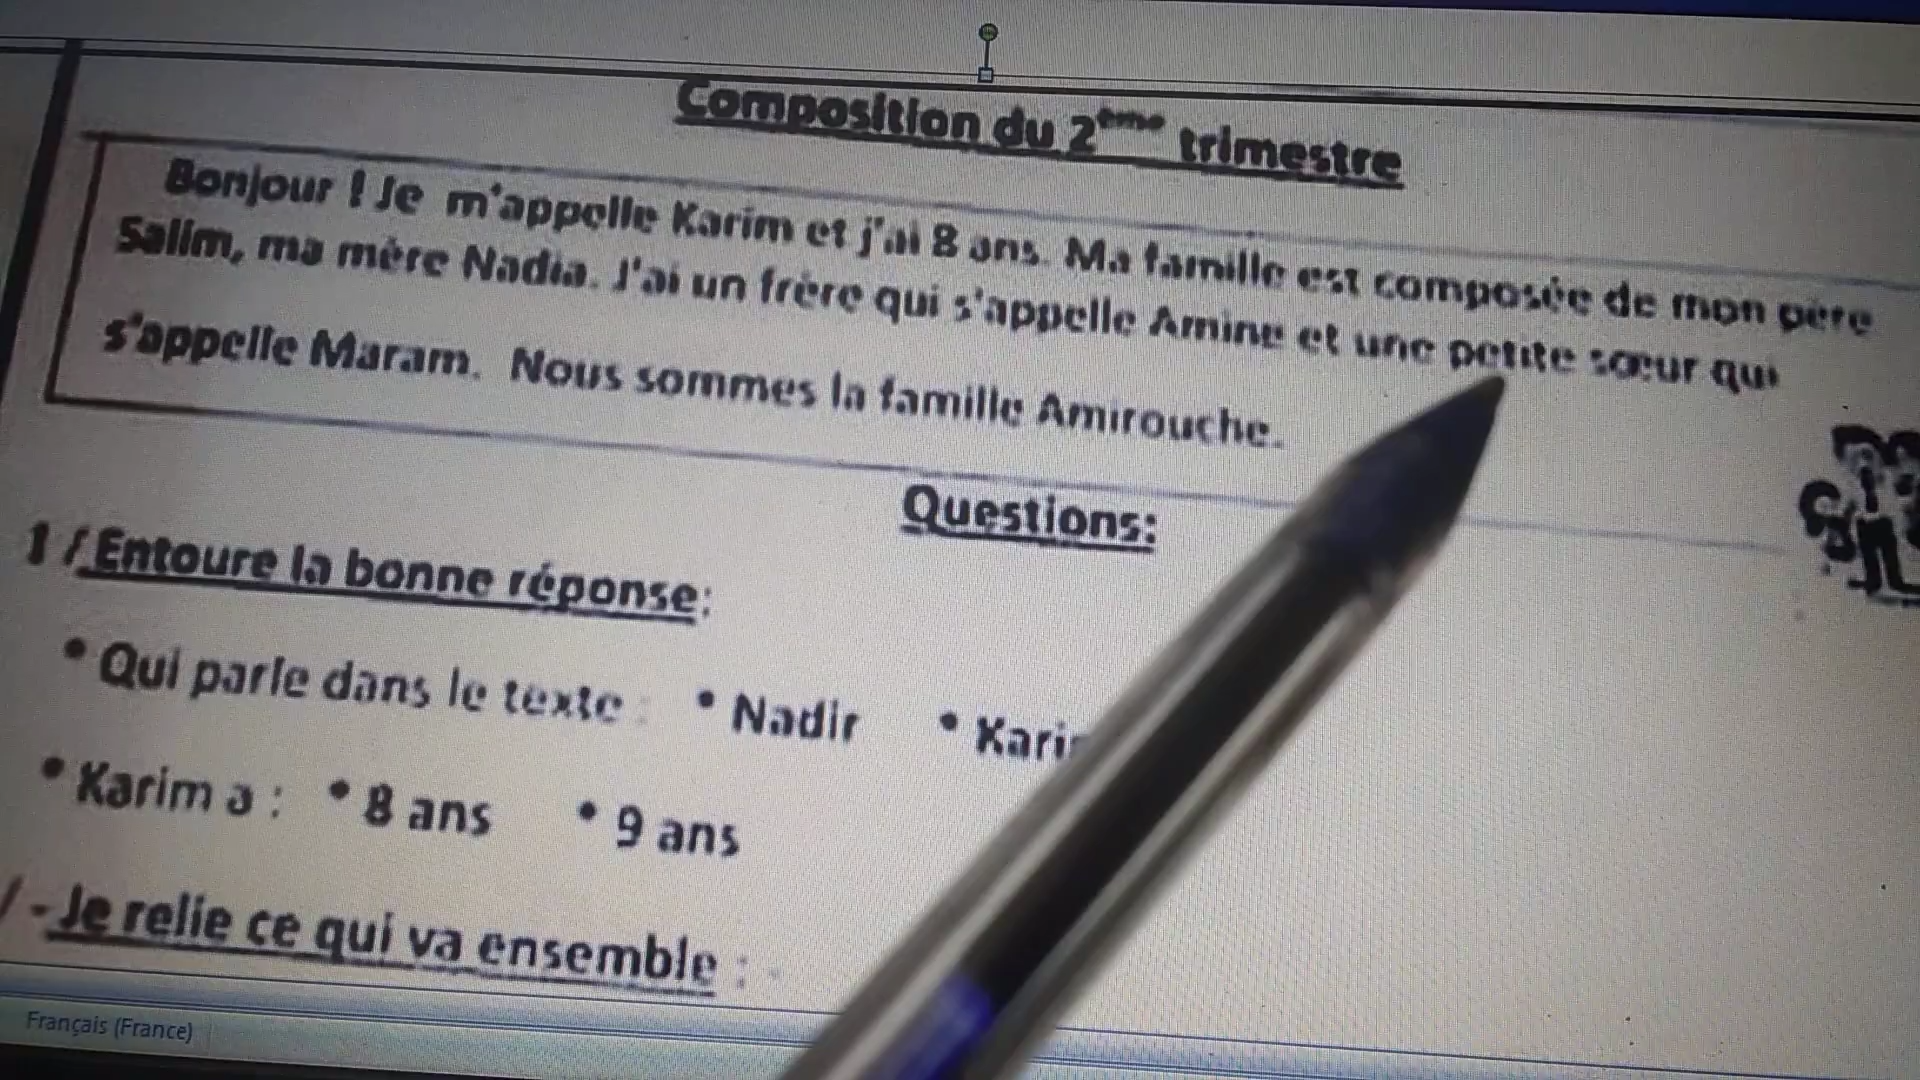 Composition du 2ème trimestre
Bonjour ! Je m'appelle Karim et j'ai 8 ans. Ma famille est composée de mon père
Salim, ma mère Nadia. J'ai un frère qui s'appelle Amine et une petite sœur qui
s'appelle Maram. Nous sommes la famille Amirouche.
Questions:
1 / Entoure la bonne réponse:
• Qui parle dans le texte : • Nadir • Kari
• Karim a : • 8 ans • 9 ans
/ - Je relie ce qui va ensemble :
Français (France)